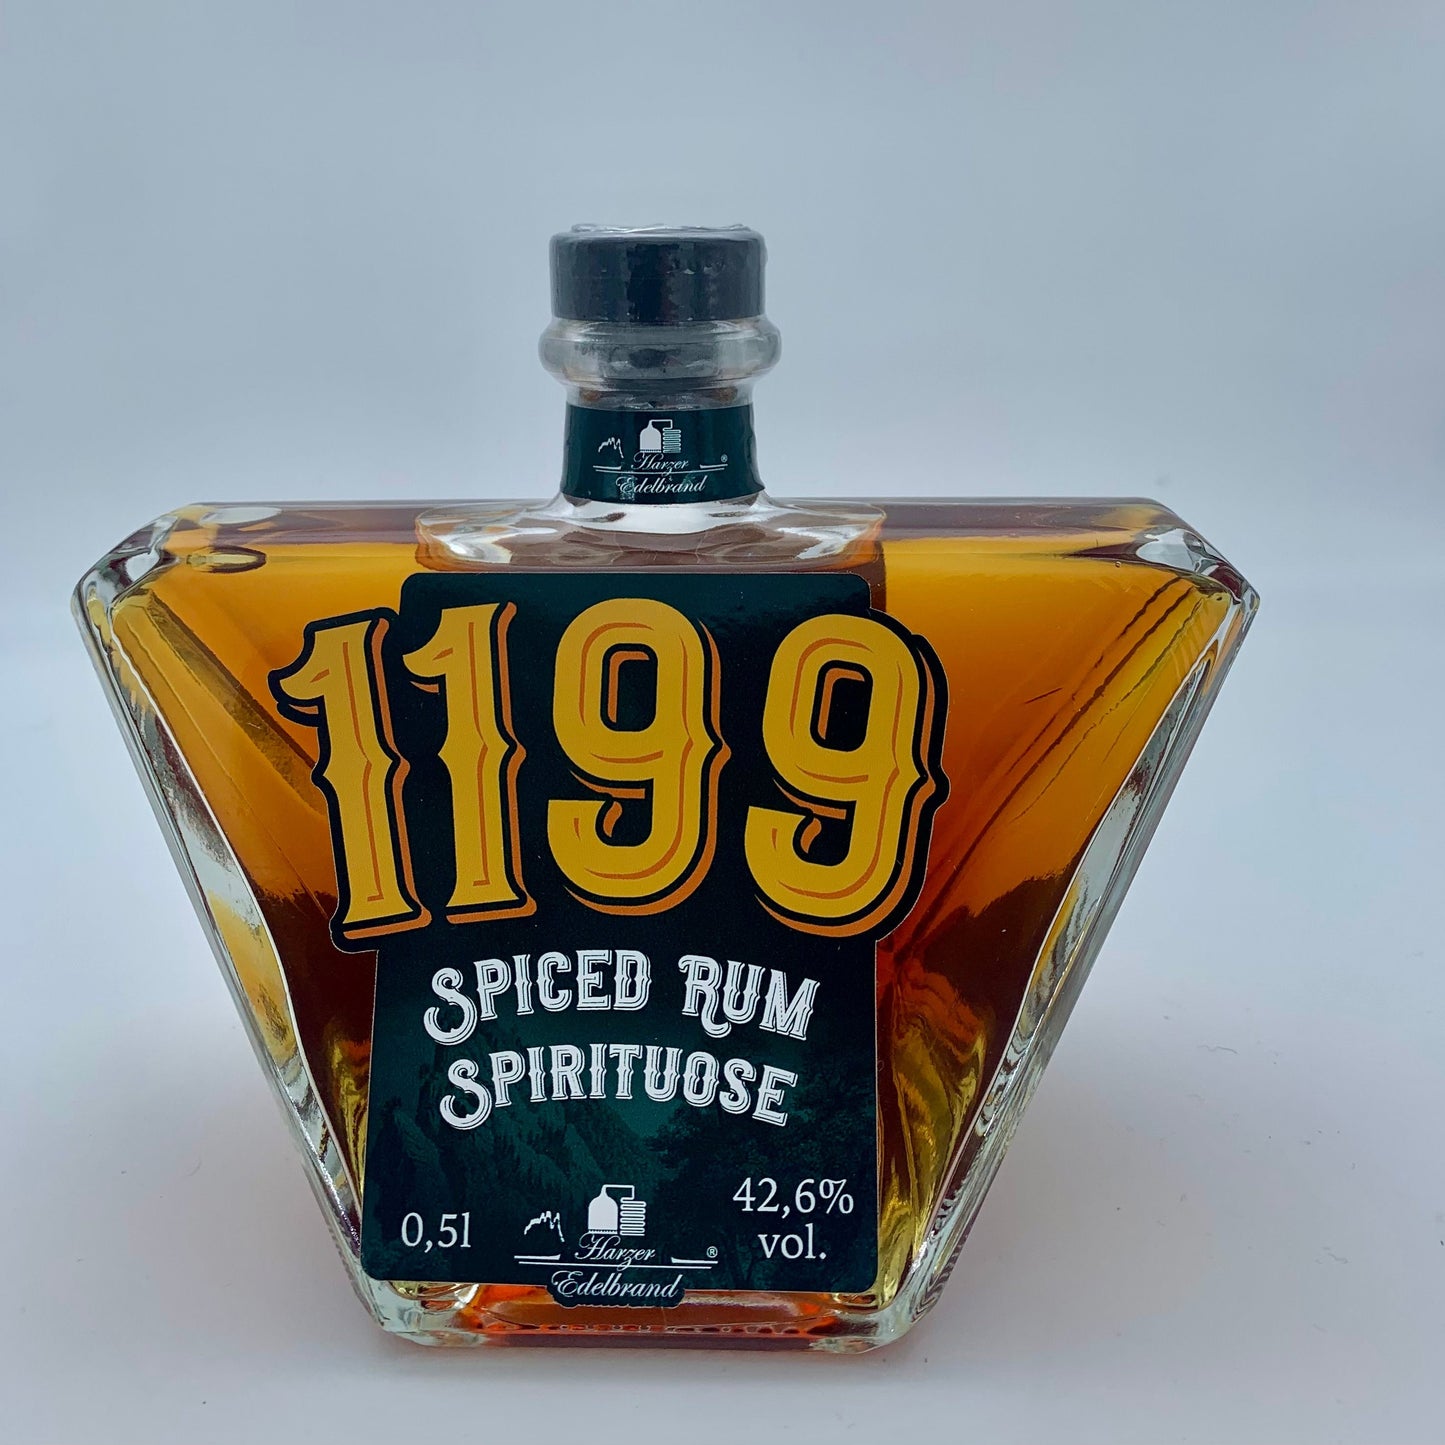 Harzer ®
Edelbrand
1199
SPICED RUM
SPIRITUOSE
0,5l
42,6%
vol.
Harzer ®
Edelbrand